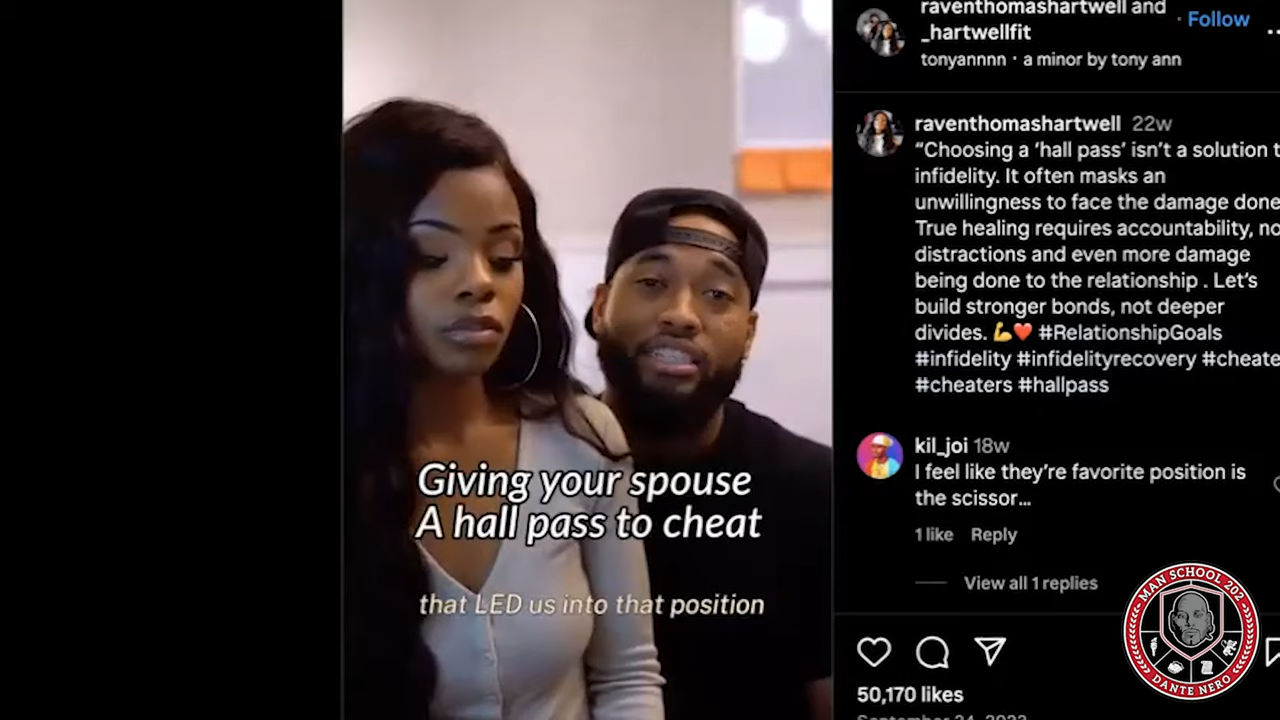 Giving your spouse
A hall pass to cheat
that LED us into that position
raventhomashartwell and
_hartwellfit
· Follow
tonyannnn · a minor by tony ann
raventhomashartwell 22w
“Choosing a ‘hall pass’ isn’t a solution t
infidelity. It often masks an
unwillingness to face the damage done
True healing requires accountability, no
distractions and even more damage
being done to the relationship . Let’s
build stronger bonds, not deeper
divides. 💪❤️ #RelationshipGoals
#infidelity #infidelityrecovery #cheate
#cheaters #hallpass
kil_joi 18w
I feel like they’re favorite position is
the scissor...
1 like Reply
View all 1 replies
50,170 likes
MAN SCHOOL 202
DANTE NERO